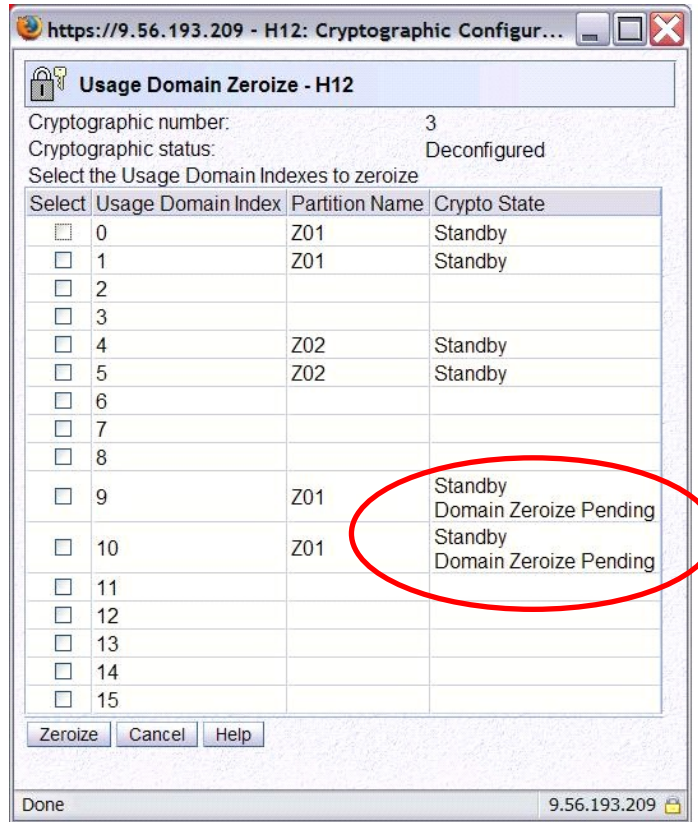 https://9.56.193.209 - H12: Cryptographic Configur...
Usage Domain Zeroize - H12
Cryptographic number: 3
Cryptographic status: Deconfigured
Select the Usage Domain Indexes to zeroize
Select Usage Domain Index Partition Name Crypto State
0 Z01 Standby
1 Z01 Standby
2
3
4 Z02 Standby
5 Z02 Standby
6
7
8
9 Z01 Standby
Domain Zeroize Pending
10 Z01 Standby
Domain Zeroize Pending
11
12
13
14
15
Zeroize Cancel Help
Done 9.56.193.209